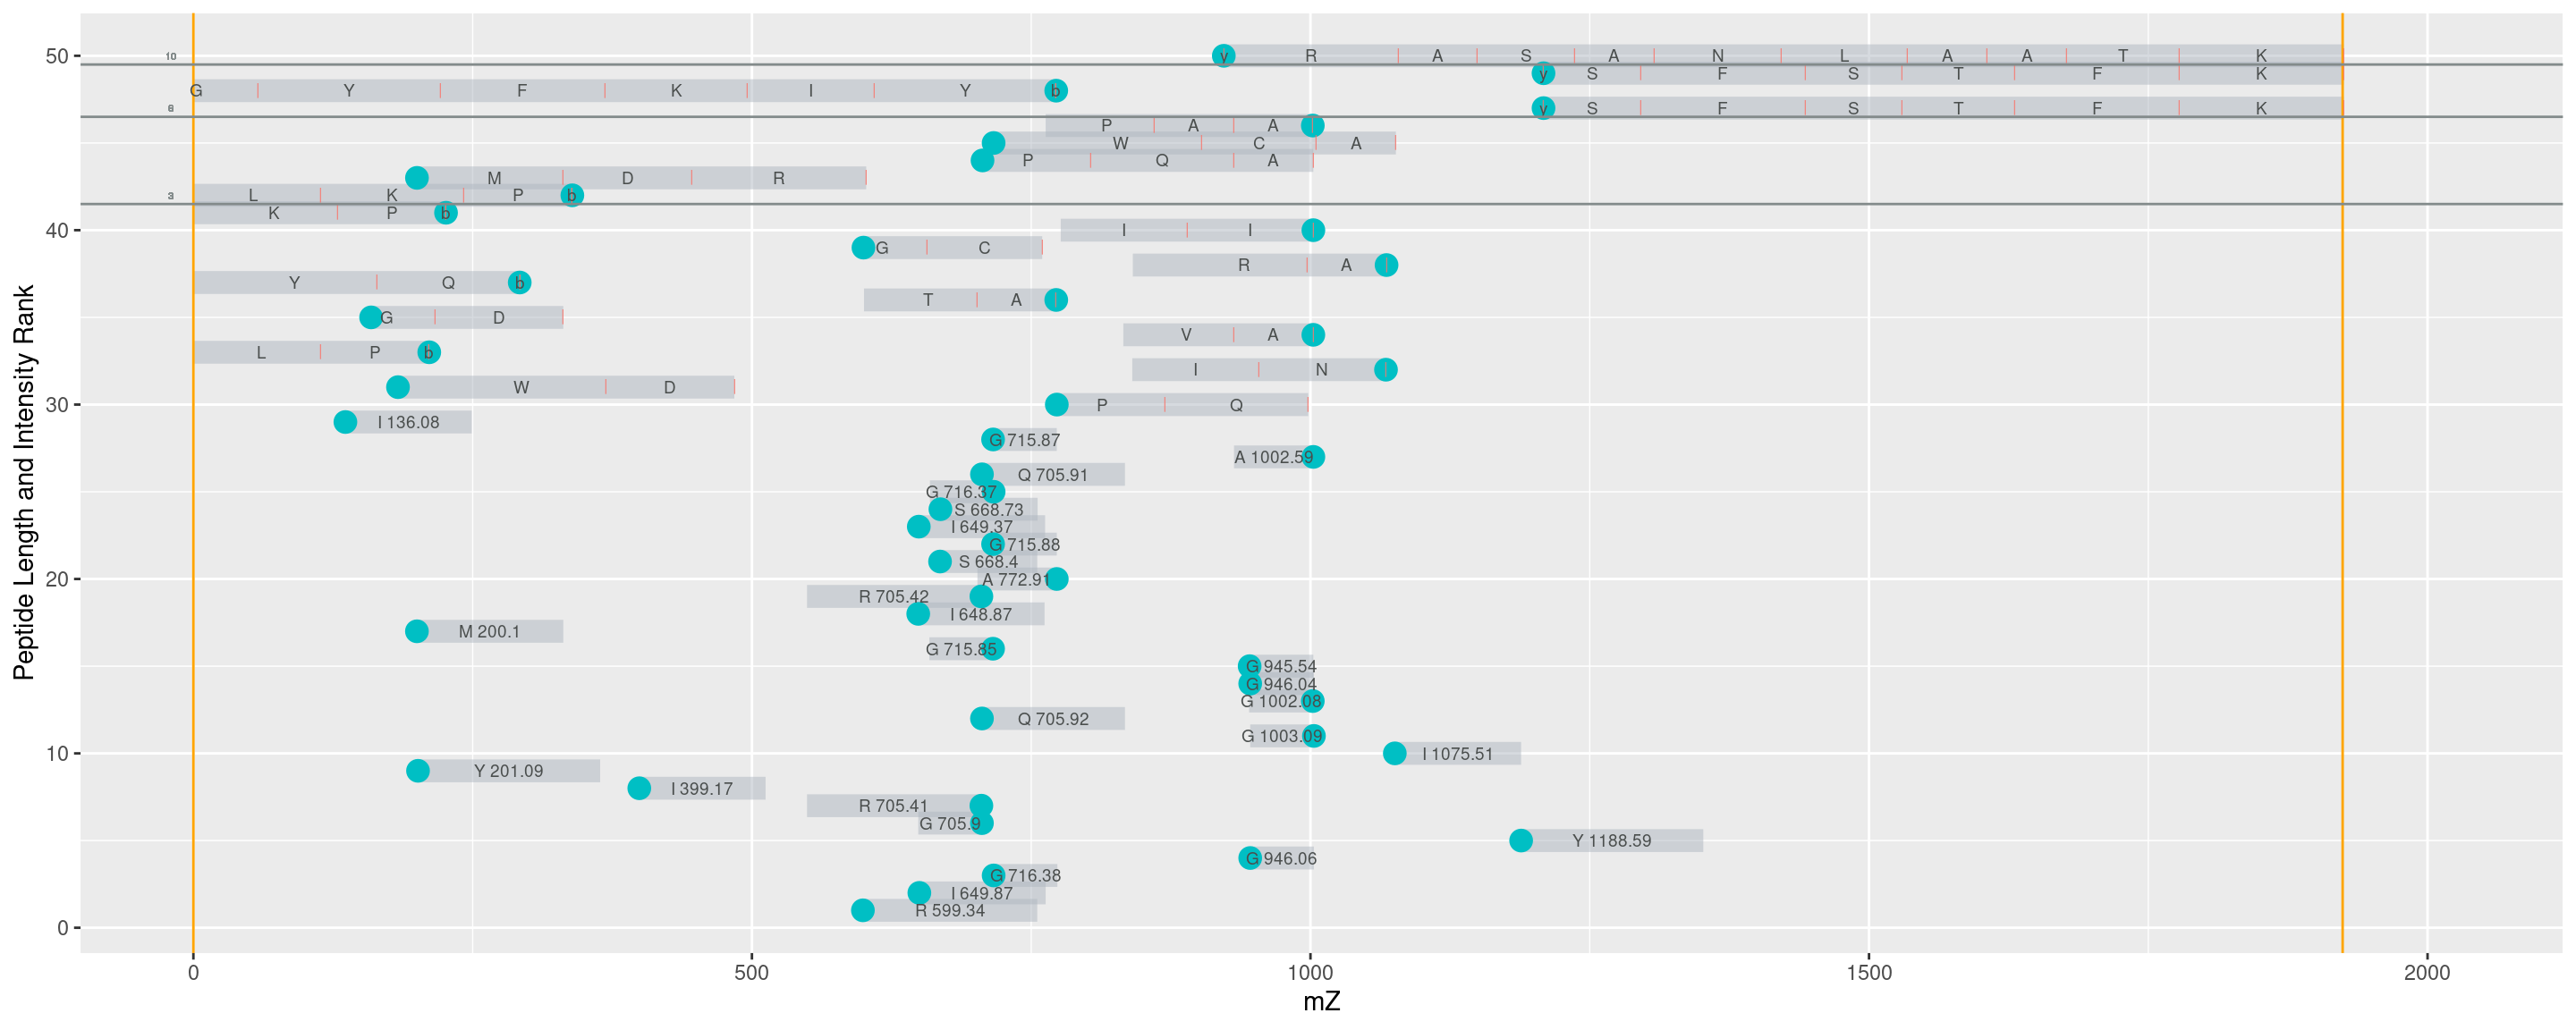 50
10
y R A S A N L A A T K
y S F S T F K
G Y F K I Y b
6
y S F S T F K
P A A
W C A
P Q A
M D R
3
L K P b
K P b
40
I I
G C
R A
Y Q b
T A
G D
V A
L P b
I N
W D
30
P Q
I 136.08
G 715.87
A 1002.59
Q 705.91
G 716.37
S 668.73
I 649.37
G 715.88
S 668.4
20
A 772.91
R 705.42
I 648.87
M 200.1
G 715.85
G 945.54
G 946.04
G 1002.08
Q 705.92
G 1003.09
10
I 1075.51
Y 201.09
I 399.17
R 705.41
G 705.9
Y 1188.59
G 946.06
G 716.38
I 649.87
R 599.34
0
0 500 1000 1500 2000
mZ
Peptide Length and Intensity Rank